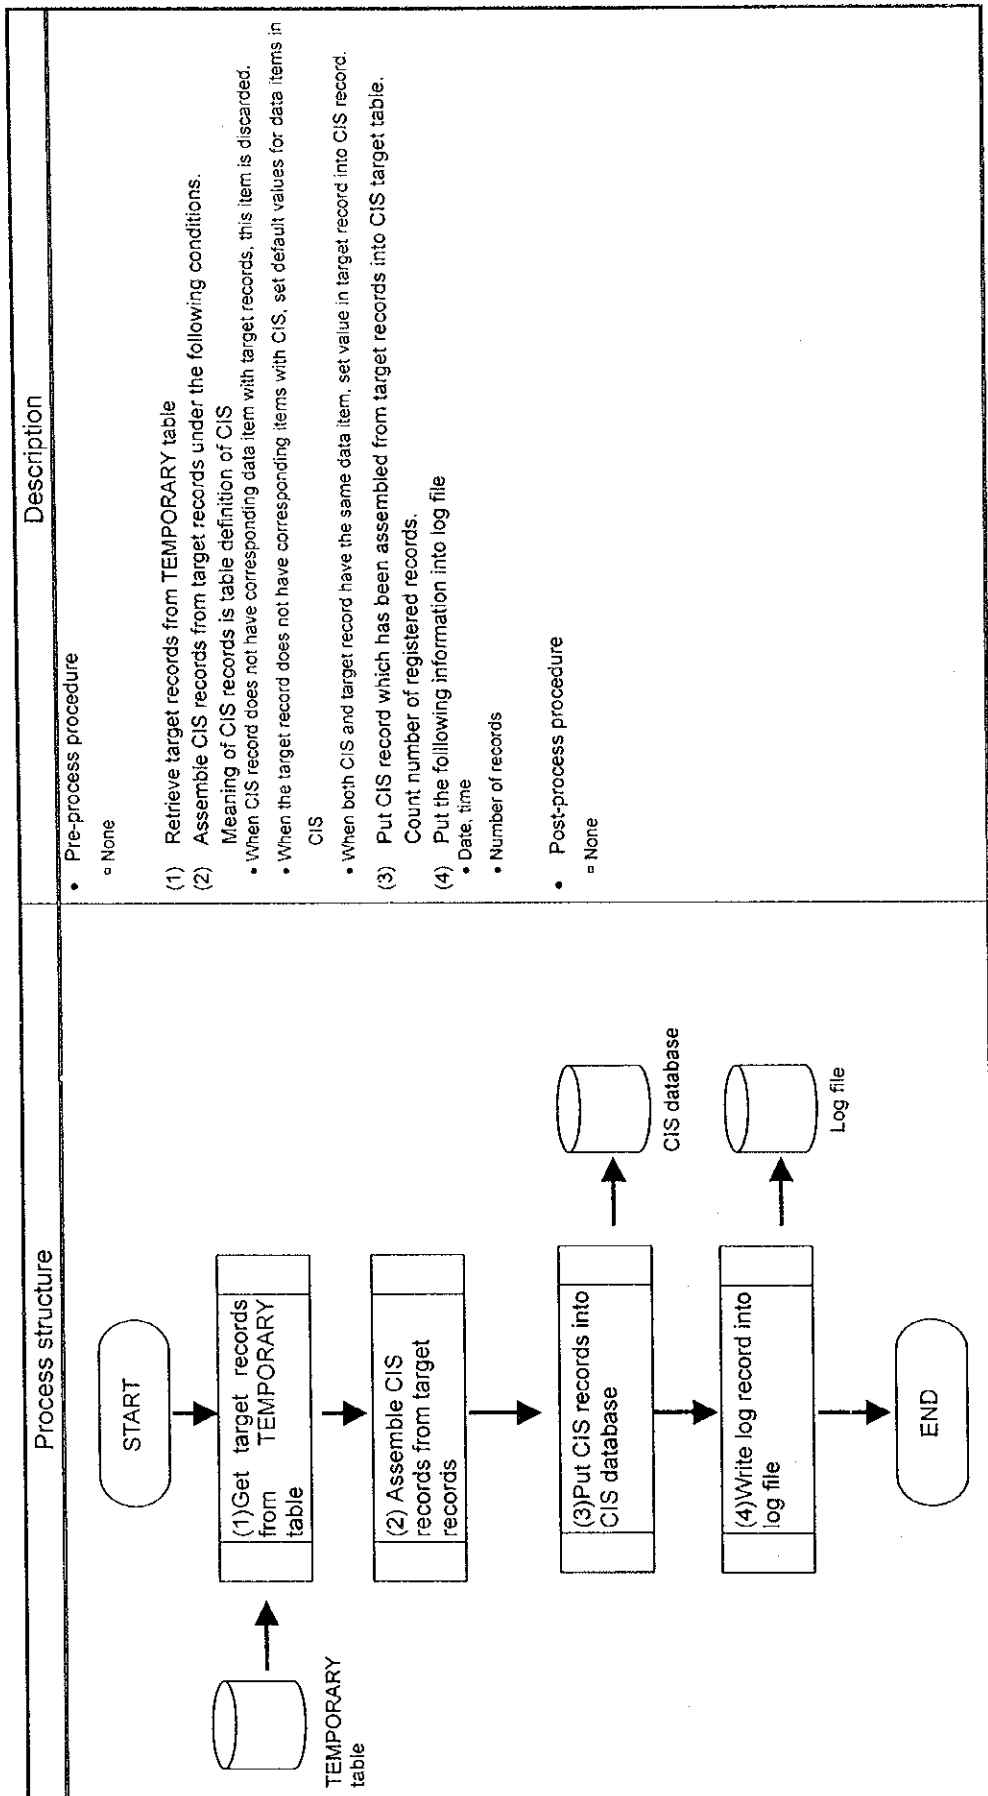 Process structure
START
(1)Get target records
from TEMPORARY
table
TEMPORARY
table
(2) Assemble CIS
records from target
records
(3)Put CIS records into
CIS database
CIS database
(4)Write log record into
log file
Log file
END
Description
• Pre-process procedure
▫ None
(1) Retrieve target records from TEMPORARY table
(2) Assemble CIS records from target records under the following conditions.
Meaning of CIS records is table definition of CIS
• When CIS record does not have corresponding data item with target records, this item is discarded.
• When the target record does not have corresponding items with CIS, set default values for data items in
CIS
• When both CIS and target record have the same data item, set value in target record into CIS record.
(3) Put CIS record which has been assembled from target records into CIS target table.
Count number of registered records.
(4) Put the folllowing information into log file
• Date, time
• Number of records
• Post-process procedure
▫ None